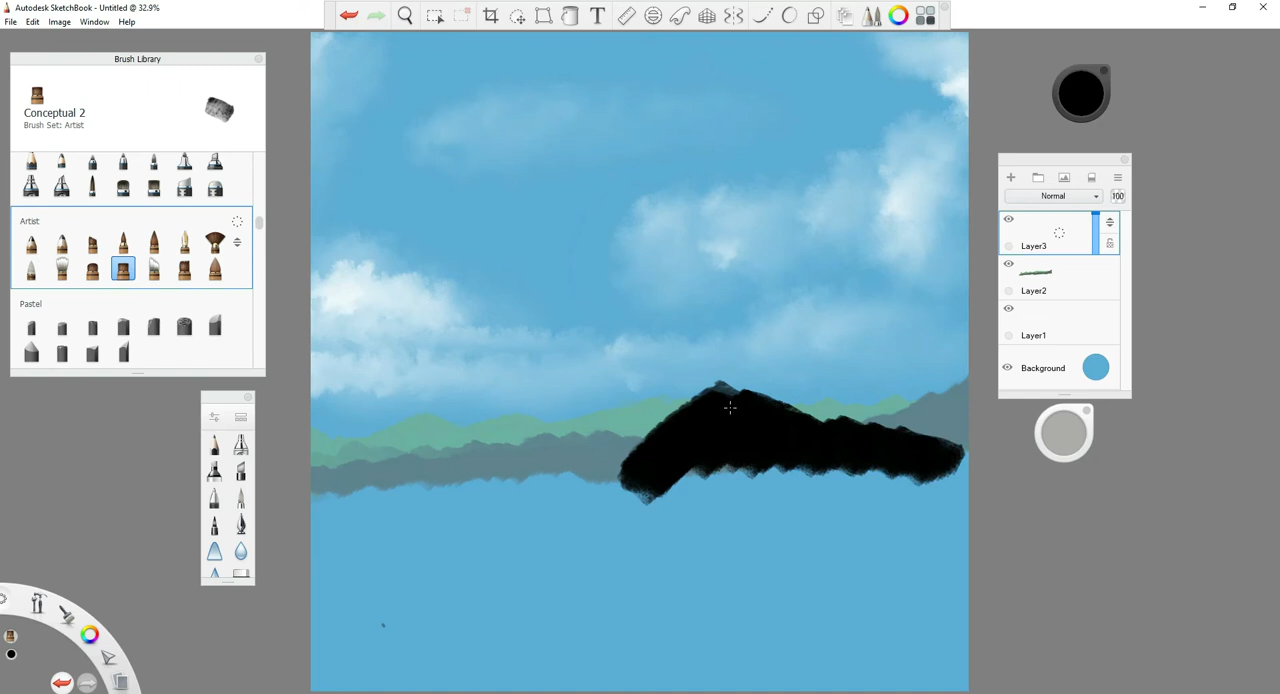 Autodesk SketchBook - Untitled @ 32.9%
File Edit Image Window Help
Brush Library
Conceptual 2
Brush Set: Artist
Artist
Pastel
Normal 100
Layer3
Layer2
Layer1
Background